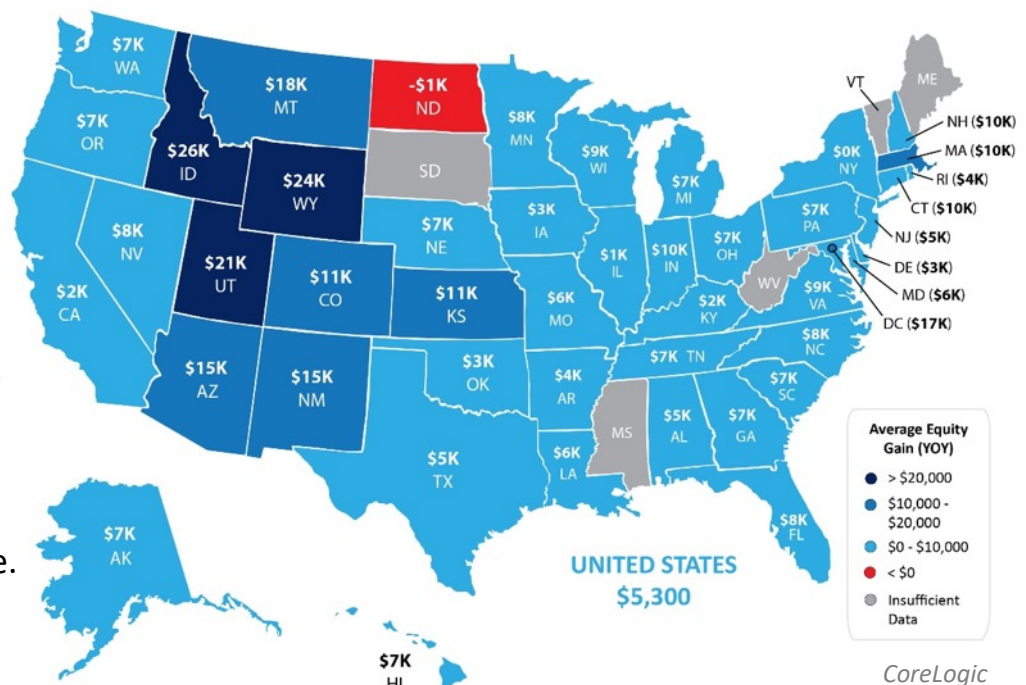 $7K
WA
$7K
OR
$2K
CA
$8K
NV
$26K
ID
$18K
MT
$24K
WY
$21K
UT
$11K
CO
$15K
AZ
$15K
NM
-$1K
ND
SD
$7K
NE
$11K
KS
$3K
OK
$5K
TX
$8K
MN
$3K
IA
$6K
MO
$4K
AR
$6K
LA
$9K
WI
$1K
IL
$7K
MI
$10K
IN
$7K
OH
$2K
KY
$7K TN
MS
$5K
AL
$7K
GA
$8K
FL
$7K
SC
$8K
NC
$9K
VA
WV
$7K
PA
$0K
NY
VT
ME
NH ($10K)
MA ($10K)
RI ($4K)
CT ($10K)
NJ ($5K)
DE ($3K)
MD ($6K)
DC ($17K)
$7K
AK
$7K
HI
e.
UNITED STATES
$5,300
Average Equity
Gain (YOY)
> $20,000
$10,000 -
$20,000
$0 - $10,000
< $0
Insufficient
Data
CoreLogic